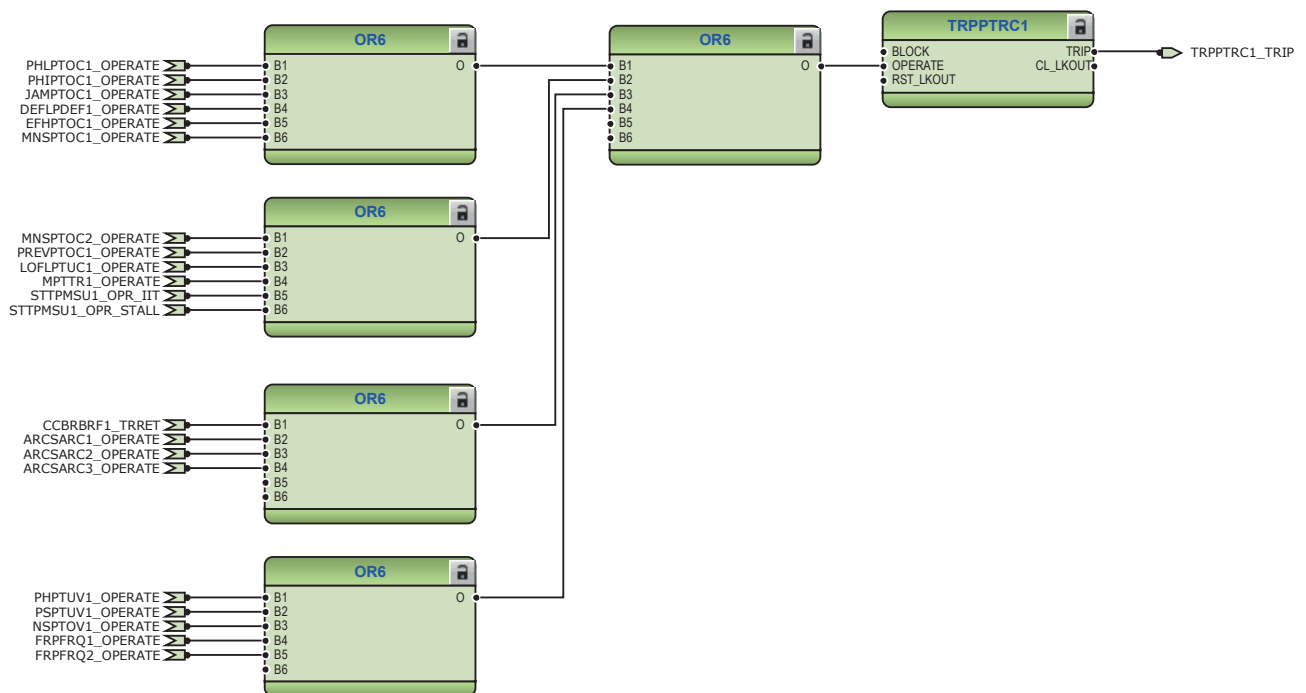 TRPPTRC1
BLOCK TRIP
OPERATE CL_LKOUT
RST_LKOUT
TRPPTRC1_TRIP
OR6
B1 O
B2
B3
B4
B5
B6
OR6
PHLPTOC1_OPERATE B1 O
PHIPTOC1_OPERATE B2
JAMPTOC1_OPERATE B3
DEFLPDEF1_OPERATE B4
EFHPTOC1_OPERATE B5
MNSPTOC1_OPERATE B6
OR6
MNSPTOC2_OPERATE B1 O
PREVPTOC1_OPERATE B2
LOFLPTUC1_OPERATE B3
MPTTR1_OPERATE B4
STTPMSU1_OPR_IIT B5
STTPMSU1_OPR_STALL B6
OR6
CCBRBRF1_TRRET B1 O
ARCSARC1_OPERATE B2
ARCSARC2_OPERATE B3
ARCSARC3_OPERATE B4
B5
B6
OR6
PHPTUV1_OPERATE B1 O
PSPTUV1_OPERATE B2
NSPTOV1_OPERATE B3
FRPFRQ1_OPERATE B4
FRPFRQ2_OPERATE B5
B6